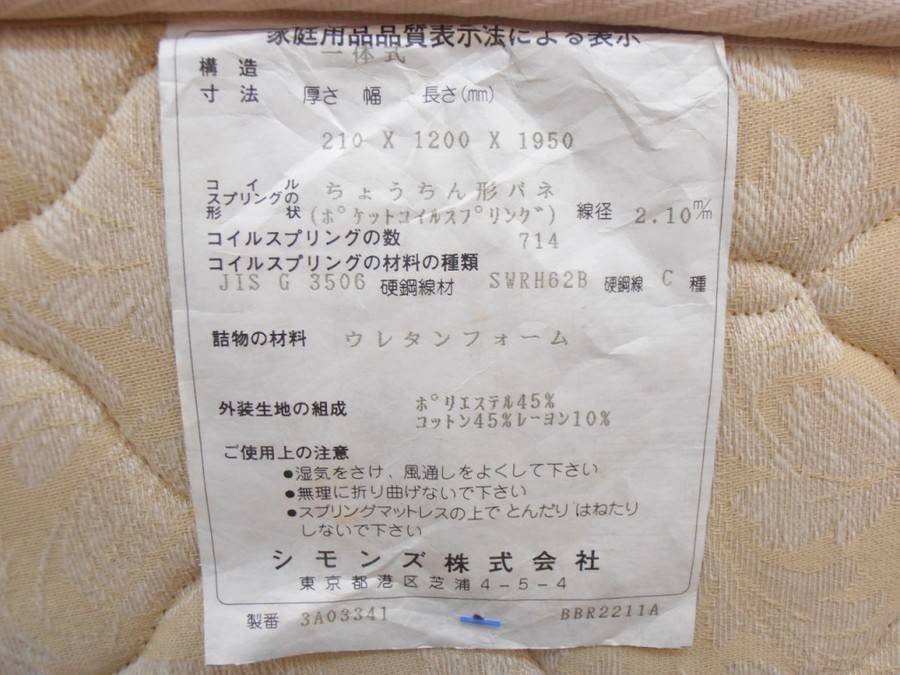 家庭用品品質表示法による表示
構造 一体式
寸法 厚さ 幅 長さ(㎜)
210 X 1200 X 1950
コイルスプリングの形状 ちょうちん形バネ
(ポケットコイルスプリング) 線径 2.10m/m
コイルスプリングの数 714
コイルスプリングの材料の種類
JIS G 3506 硬鋼線材 SWRH62B 硬鋼線 C 種
詰物の材料 ウレタンフォーム
外装生地の組成 ポリエステル45%
コットン45%レーヨン10%
ご使用上の注意
●湿気をさけ、風通しをよくして下さい
●無理に折り曲げないで下さい
●スプリングマットレスの上で とんだり はねたり
しないで下さい
シモンズ株式会社
東京都港区芝浦4-5-4
製番 3A03341 BBR2211A